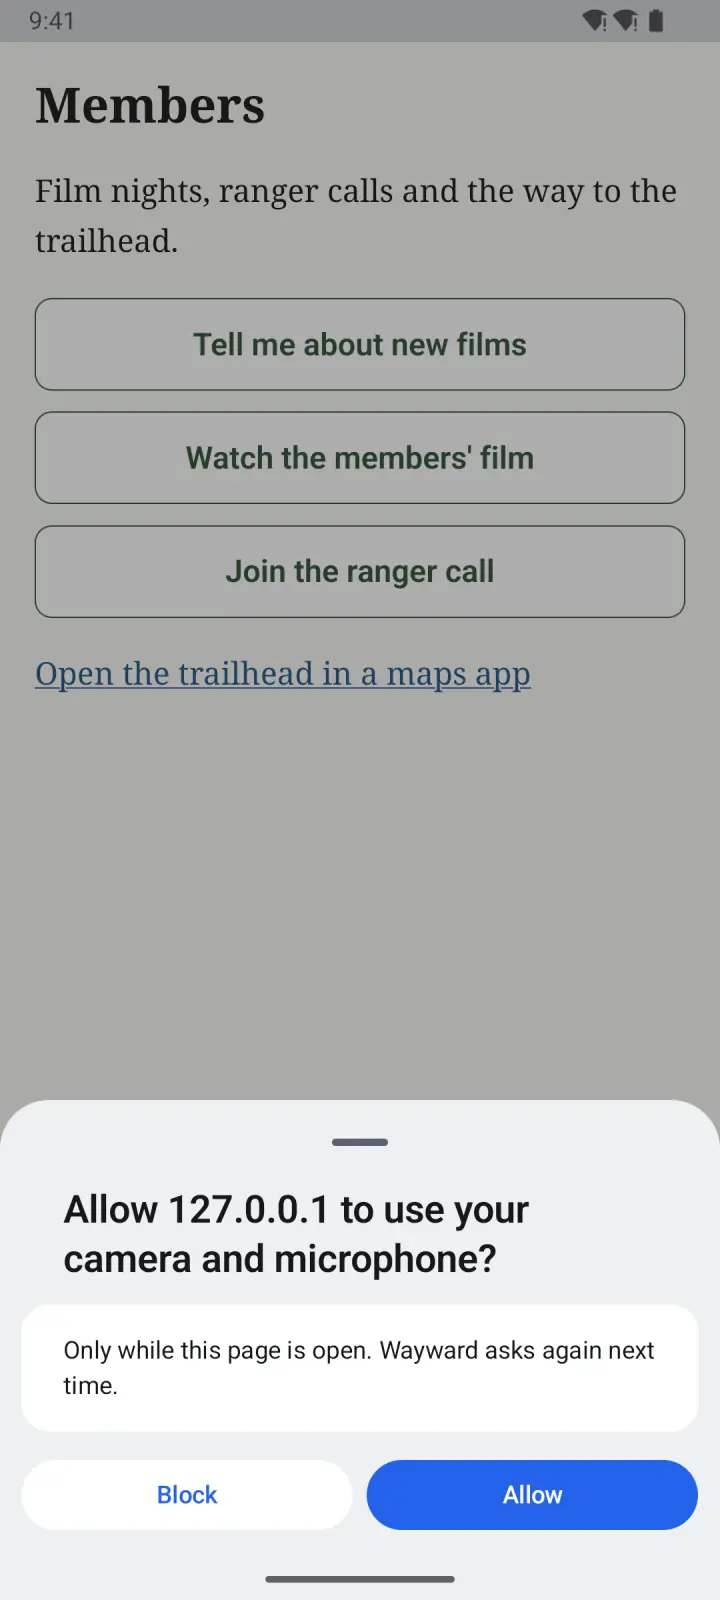 9:41
Members
Film nights, ranger calls and the way to the
trailhead.
Tell me about new films
Watch the members' film
Join the ranger call
Open the trailhead in a maps app
Allow 127.0.0.1 to use your
camera and microphone?
Only while this page is open. Wayward asks again next
time.
Block
Allow